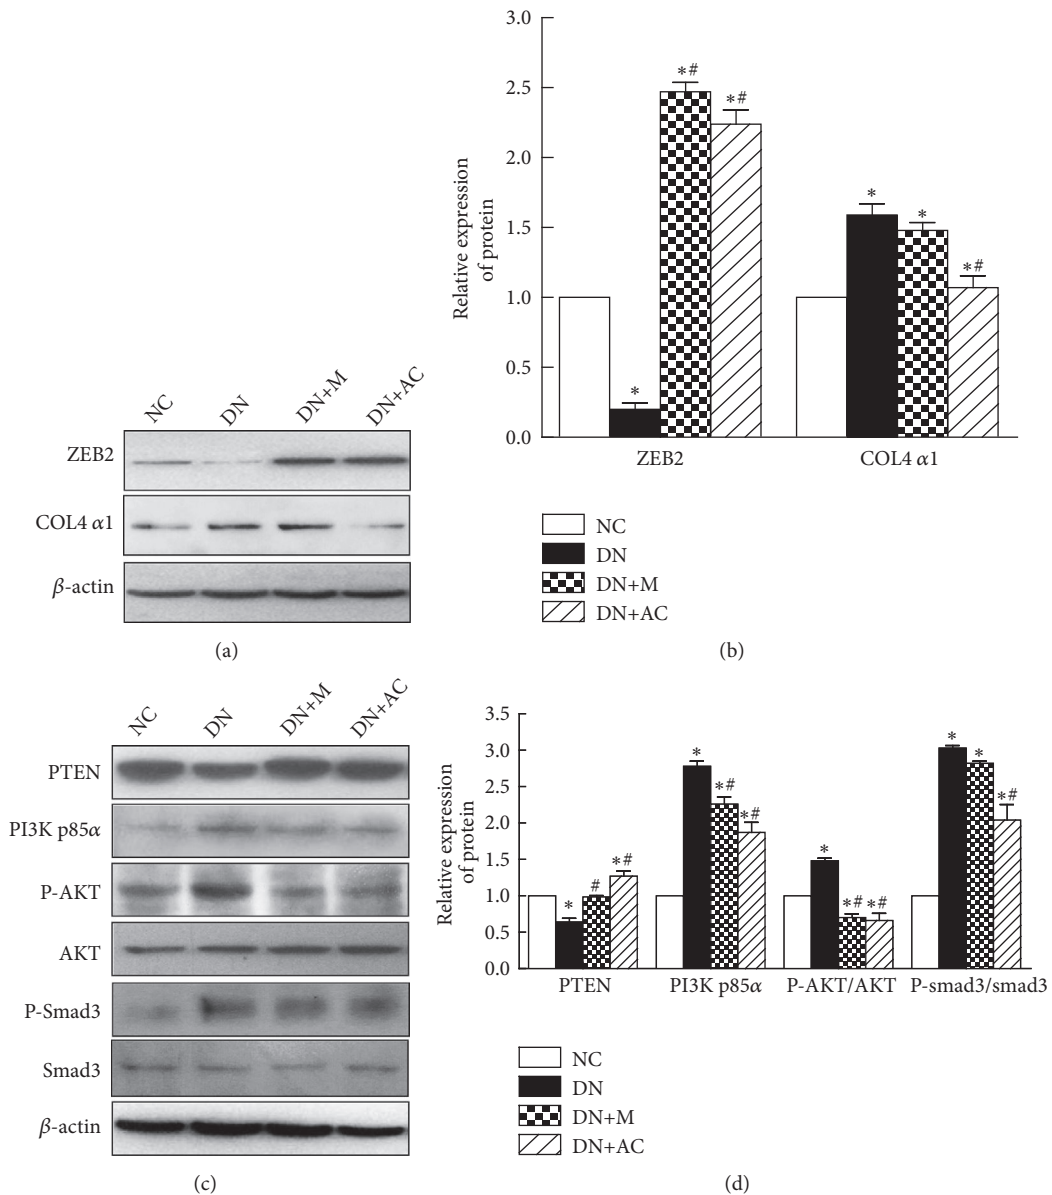 NC DN DN+M DN+AC
ZEB2
COL4 α1
β-actin
(a)
3.0
2.5
2.0
1.5
1.0
0.5
0.0
Relative expression
of protein
*
*#
*#
*
*
*#
ZEB2 COL4 α1
NC
DN
DN+M
DN+AC
(b)
NC DN DN+M DN+AC
PTEN
PI3K p85α
P-AKT
AKT
P-Smad3
Smad3
β-actin
(c)
3.5
3.0
2.5
2.0
1.5
1.0
0.5
0.0
Relative expression
of protein
*
#
*#
*
*#
*#
*
*#
*#
*
*
*#
PTEN PI3K p85α P-AKT/AKT P-smad3/smad3
NC
DN
DN+M
DN+AC
(d)